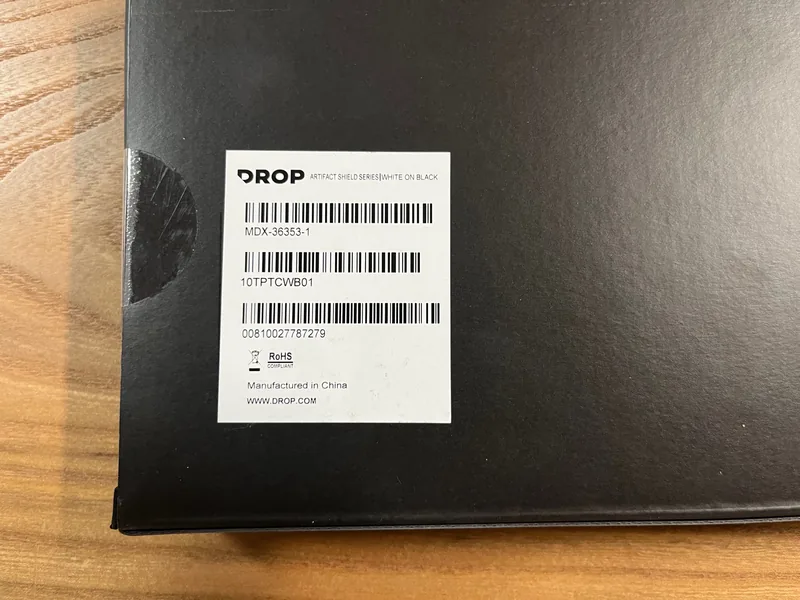 DROP ARTIFACT SHIELD SERIES|WHITE ON BLACK
MDX-36353-1
10TPTCWB01
00810027787279
RoHS
COMPLIANT
Manufactured in China
WWW.DROP.COM